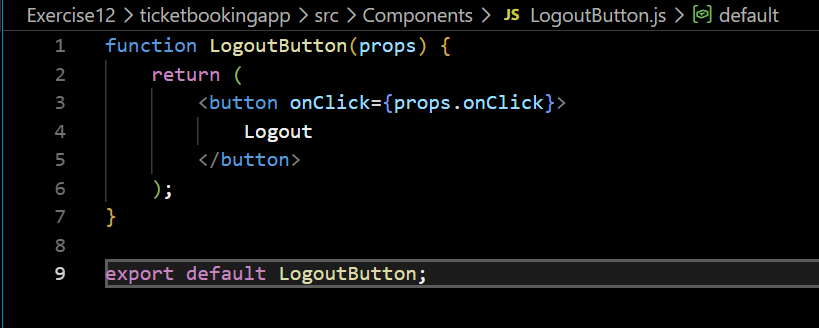 Exercise12 > ticketbookingapp > src > Components > JS LogoutButton.js > default
1 function LogoutButton(props) {
2     return (
3         <button onClick={props.onClick}>
4             Logout
5         </button>
6     );
7 }
8
9 export default LogoutButton;